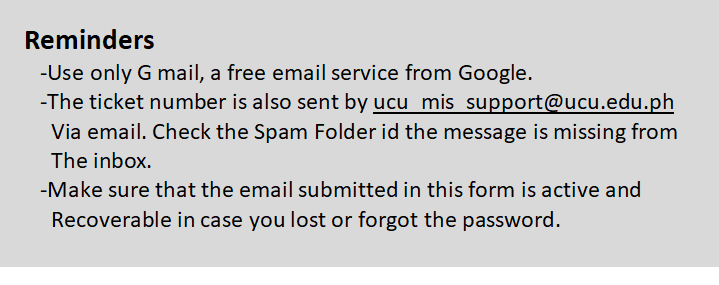 Reminders
-Use only G mail, a free email service from Google.
-The ticket number is also sent by ucu_mis_support@ucu.edu.ph
Via email. Check the Spam Folder id the message is missing from
The inbox.
-Make sure that the email submitted in this form is active and
Recoverable in case you lost or forgot the password.